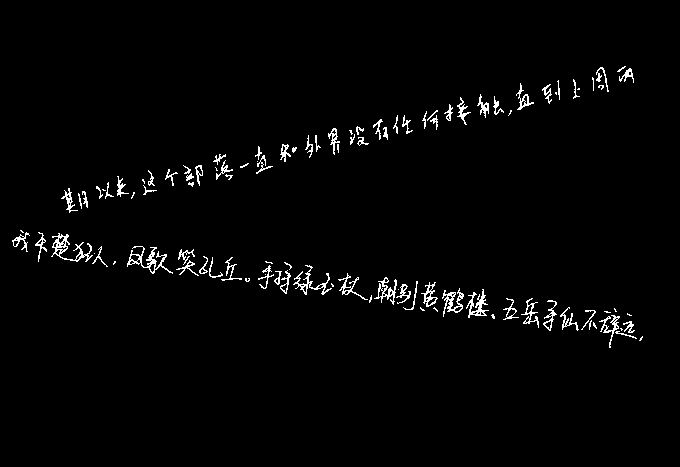 期以来,这个部落一直和外界没有任何接触,直到上周两
我本楚狂人,凤歌笑孔丘。手持绿玉杖,朝别黄鹤楼、五岳寻仙不辞远,